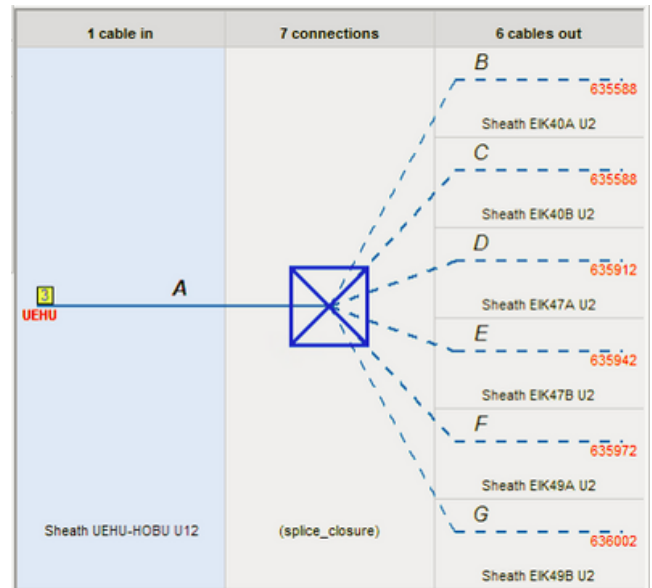 1 cable in
7 connections
6 cables out
B
635588
Sheath EIK40A U2
C
635588
Sheath EIK40B U2
D
635912
Sheath EIK47A U2
3
A
UEHU
E
635942
Sheath EIK47B U2
F
635972
Sheath EIK49A U2
G
636002
Sheath UEHU-HOBU U12
(splice_closure)
Sheath EIK49B U2